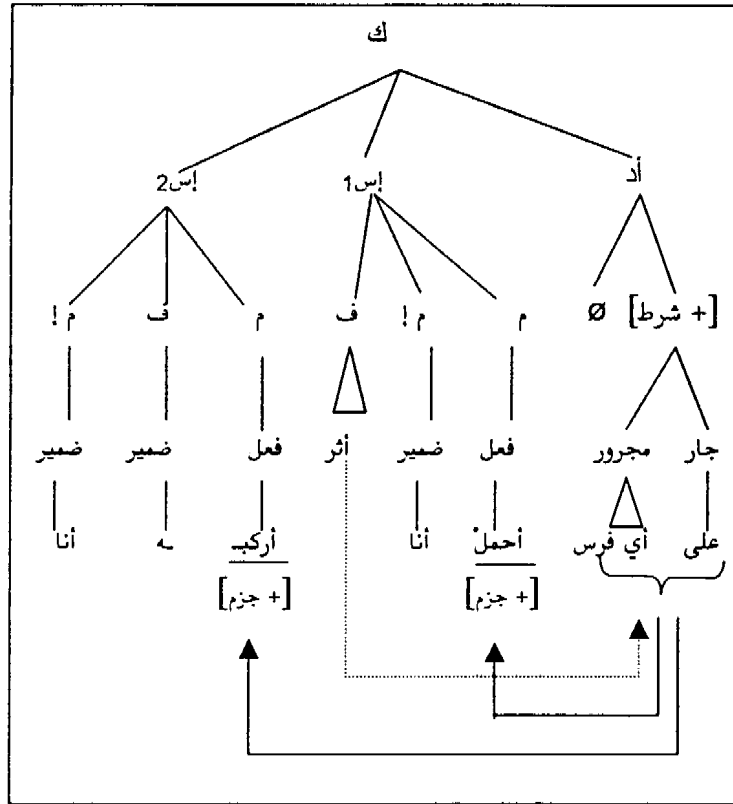 ك
أد إس1 إس2
[+ شرط] Ø م م ! ف م ف م !
جار مجرور فعل ضمير أثر فعل ضمير ضمير
على أي فرس أحملْ أنا أركبـ ـه أنا
[+ جزم] [+ جزم]